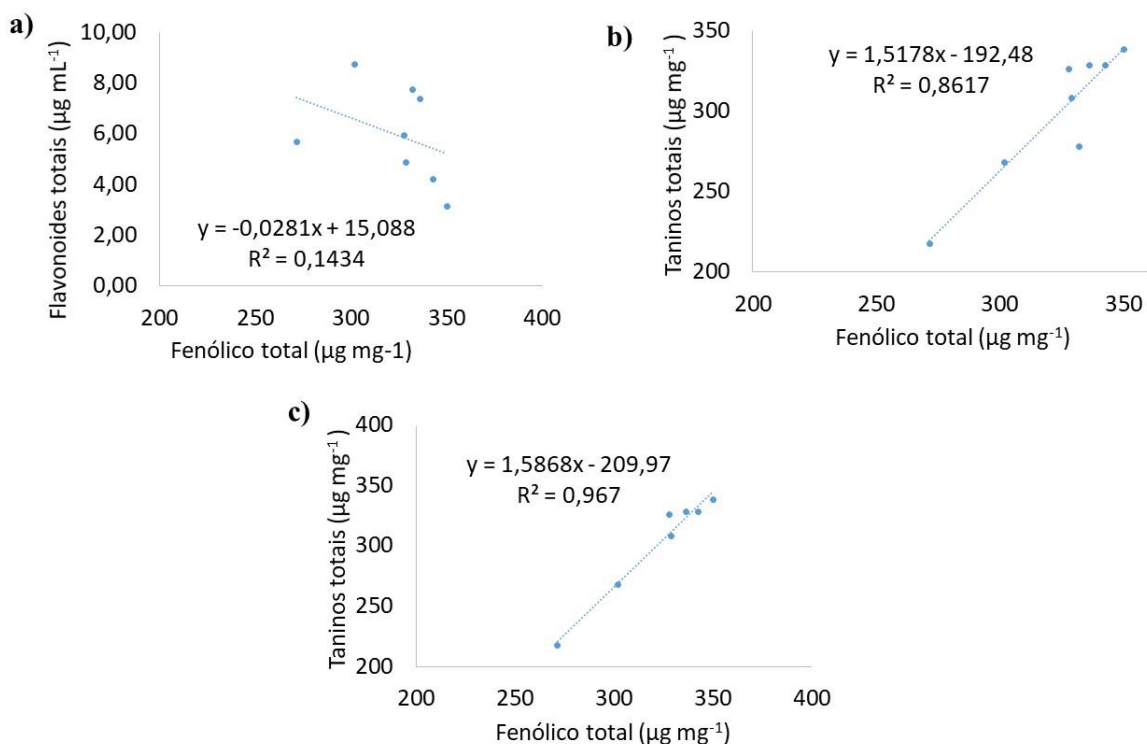 a)
10,00
8,00
6,00
4,00
2,00
0,00
Flavonoides totais (µg mL⁻¹)
y = -0,0281x + 15,088
R² = 0,1434
200 250 300 350 400
Fenólico total (µg mg-1)
b)
350
300
250
200
Taninos totais (µg mg⁻¹)
y = 1,5178x - 192,48
R² = 0,8617
200 250 300 350
Fenólico total (µg mg⁻¹)
c)
400
350
300
250
200
Taninos totais (µg mg⁻¹)
y = 1,5868x - 209,97
R² = 0,967
200 250 300 350 400
Fenólico total (µg mg⁻¹)